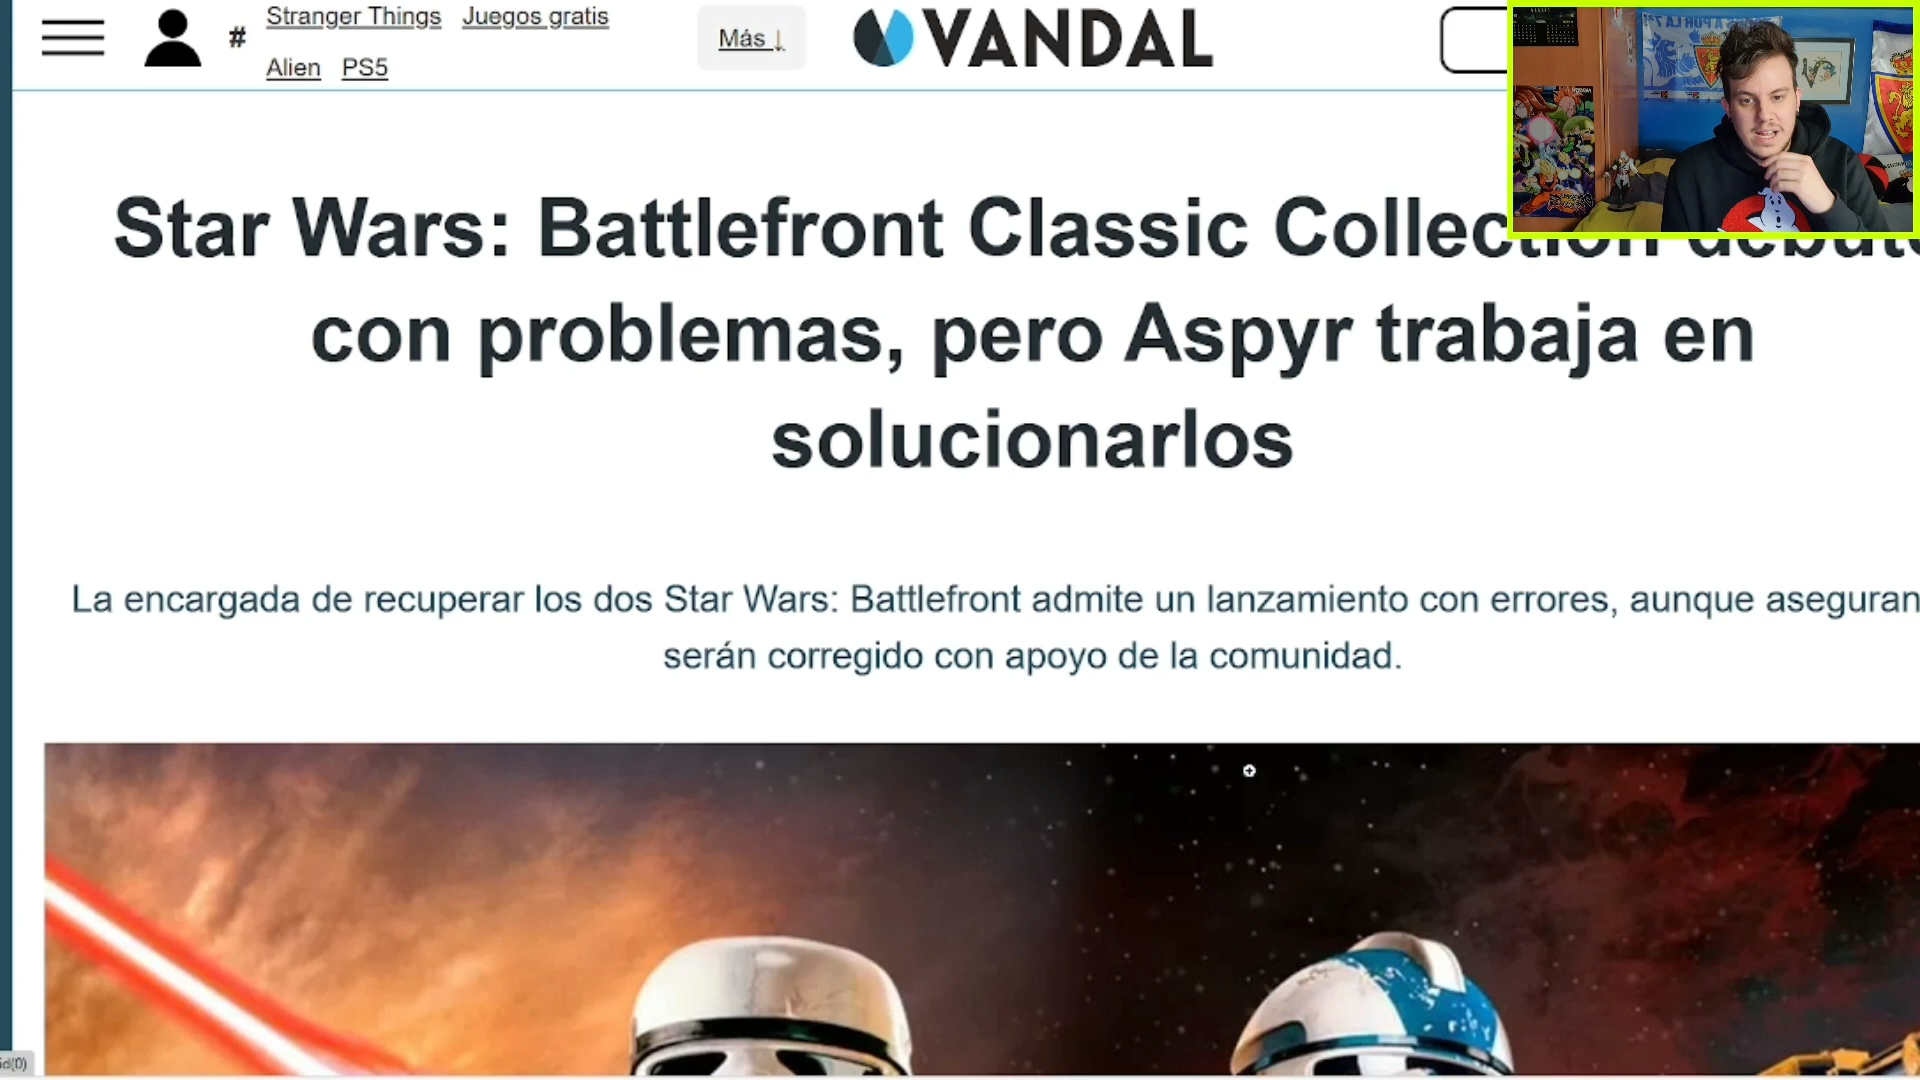 Stranger Things Juegos gratis
#
Alien PS5
Más ↓
VANDAL
Star Wars: Battlefront Classic Collection debut
con problemas, pero Aspyr trabaja en
solucionarlos
La encargada de recuperar los dos Star Wars: Battlefront admite un lanzamiento con errores, aunque aseguran
serán corregido con apoyo de la comunidad.